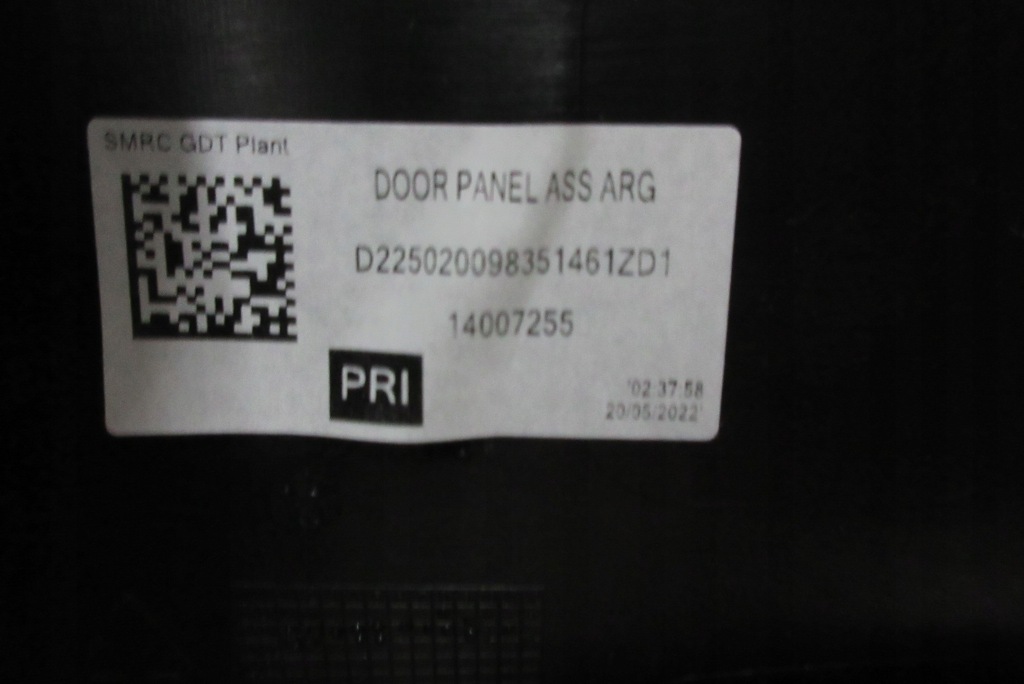 SMRC GDT Plant
DOOR PANEL ASS ARG
D225020098351461ZD1
14007255
PRI
'02:37:58
20/05/2022'